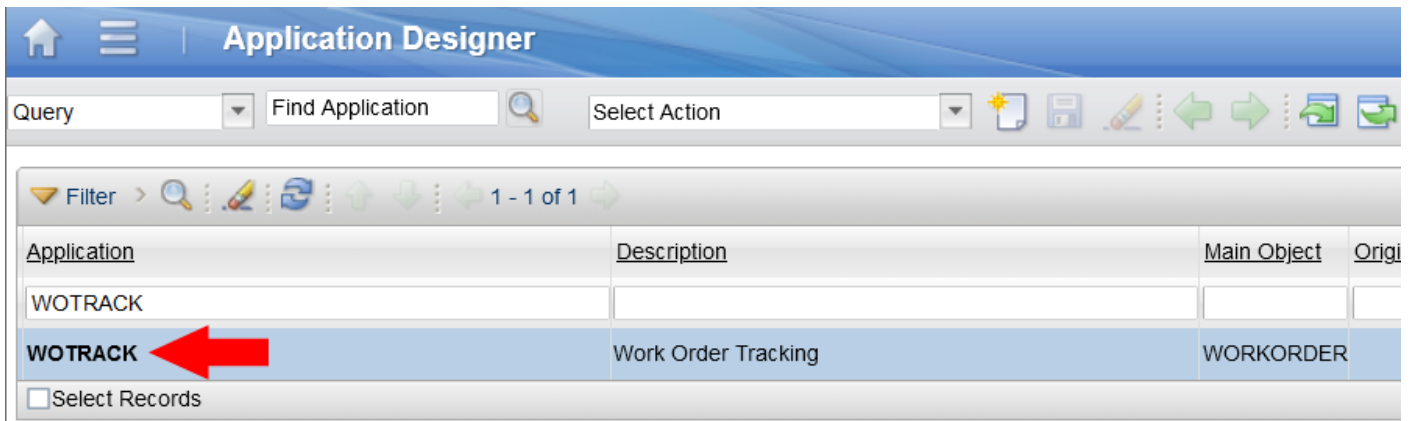 Application Designer
Query Find Application Select Action
Filter 1 - 1 of 1
Application Description Main Object Origi
WOTRACK
WOTRACK Work Order Tracking WORKORDER
Select Records